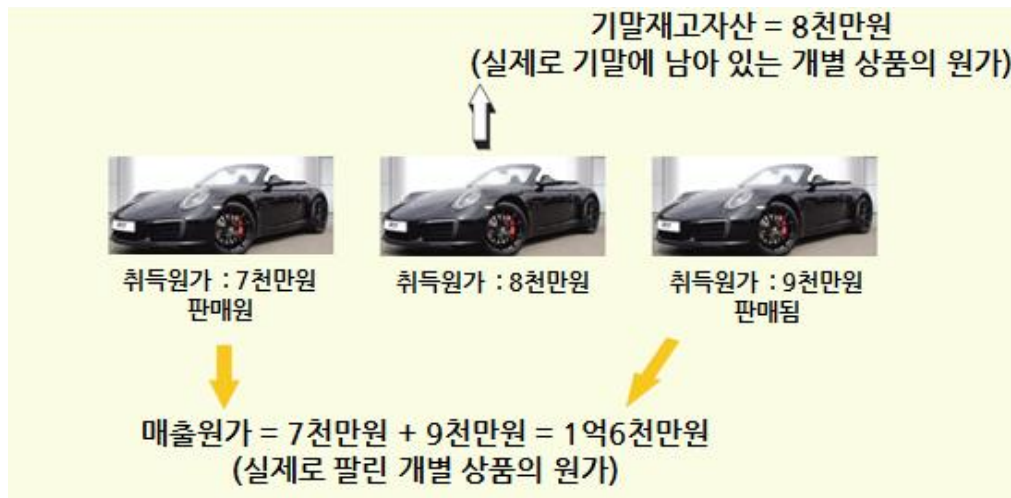 기말재고자산 = 8천만원
(실제로 기말에 남아 있는 개별 상품의 원가)
취득원가 : 7천만원
판매원
취득원가 : 8천만원
취득원가 : 9천만원
판매됨
매출원가 = 7천만원 + 9천만원 = 1억6천만원
(실제로 팔린 개별 상품의 원가)